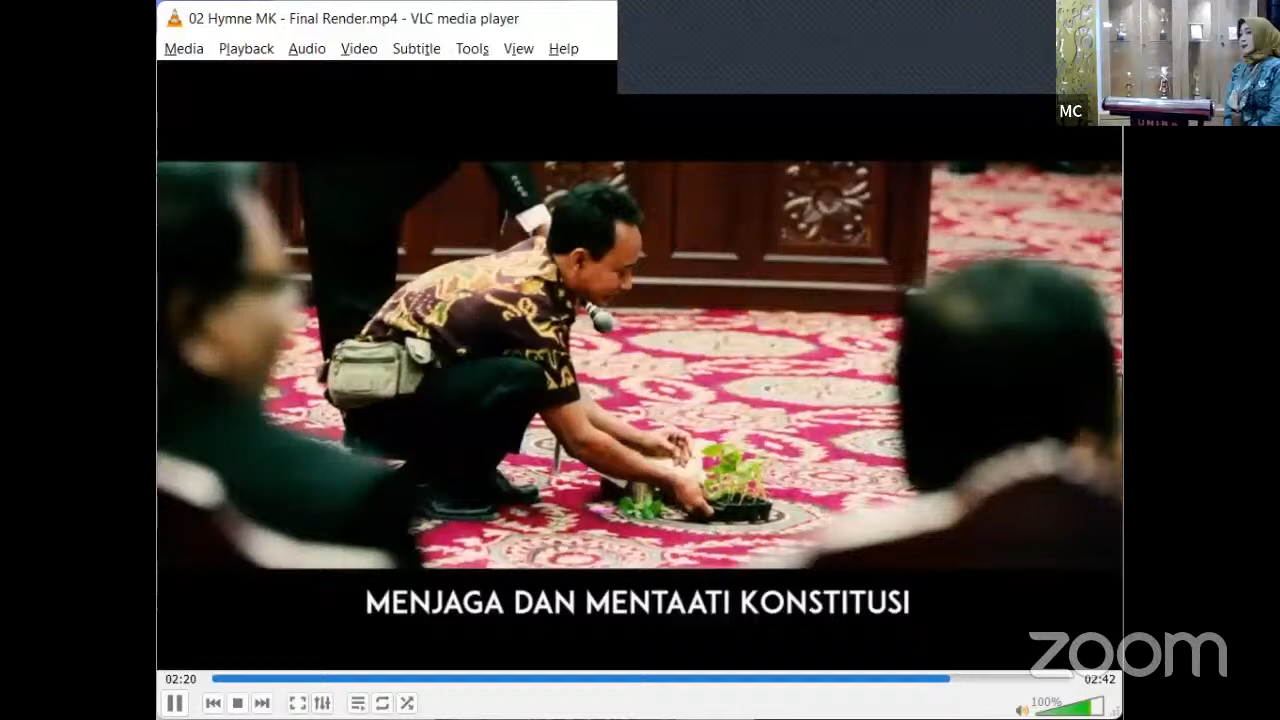 02 Hymne MK - Final Render.mp4 - VLC media player
Media Playback Audio Video Subtitle Tools View Help
MC
UNIRA
MENJAGA DAN MENTAATI KONSTITUSI
zoom
02:20
02:42
100%